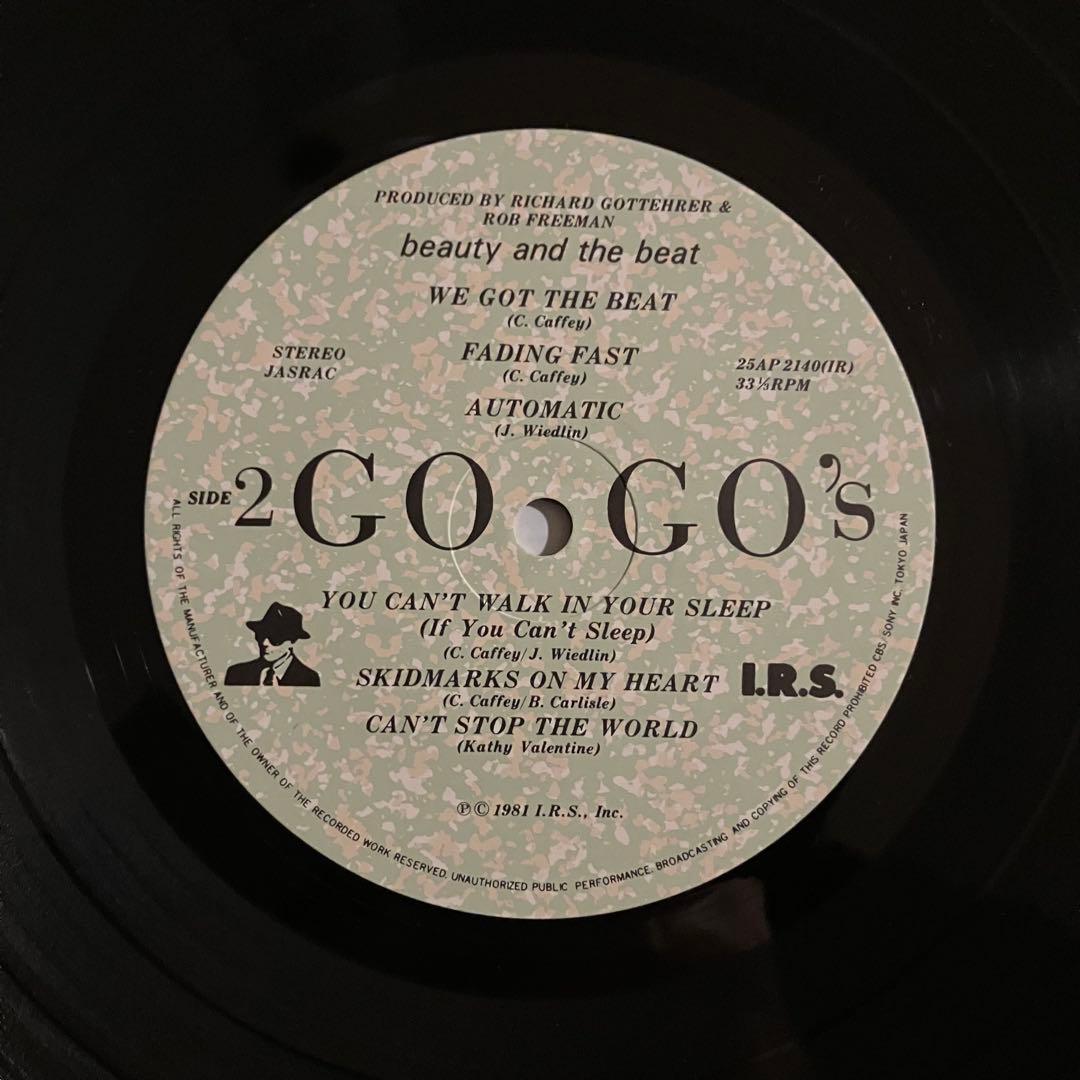 PRODUCED BY RICHARD GOTTEHRER &
ROB FREEMAN
beauty and the beat
WE GOT THE BEAT
(C. Caffey)
STEREO
JASRAC
FADING FAST
(C. Caffey)
25AP 2140(IR)
33⅓RPM
AUTOMATIC
(J. Wiedlin)
SIDE 2
GO GO's
YOU CAN'T WALK IN YOUR SLEEP
(If You Can't Sleep)
(C. Caffey/J. Wiedlin)
SKIDMARKS ON MY HEART
(C. Caffey/B. Carlisle)
I.R.S.
CAN'T STOP THE WORLD
(Kathy Valentine)
ⓅⒸ1981 I.R.S., Inc.
ALL RIGHTS OF THE MANUFACTURER AND OF THE OWNER OF THE RECORDED WORK RESERVED. UNAUTHORIZED PUBLIC PERFORMANCE. BROADCASTING AND COPYING OF THIS RECORD PROHIBITED CBS/SONY INC. TOKYO JAPAN